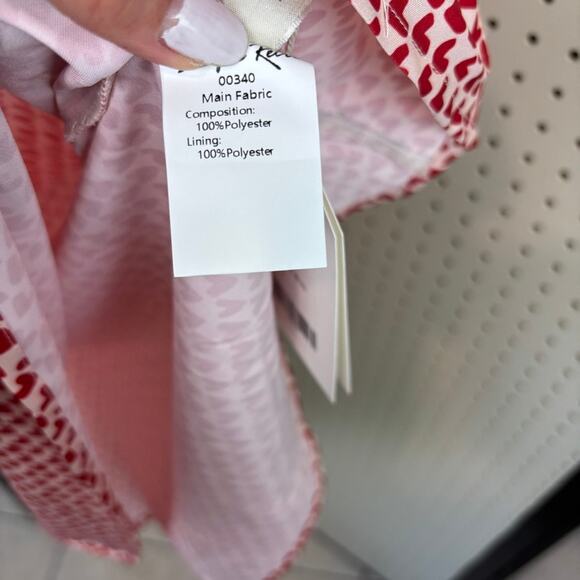 00340
Main Fabric
Composition:
100%Polyester
Lining:
100%Polyester